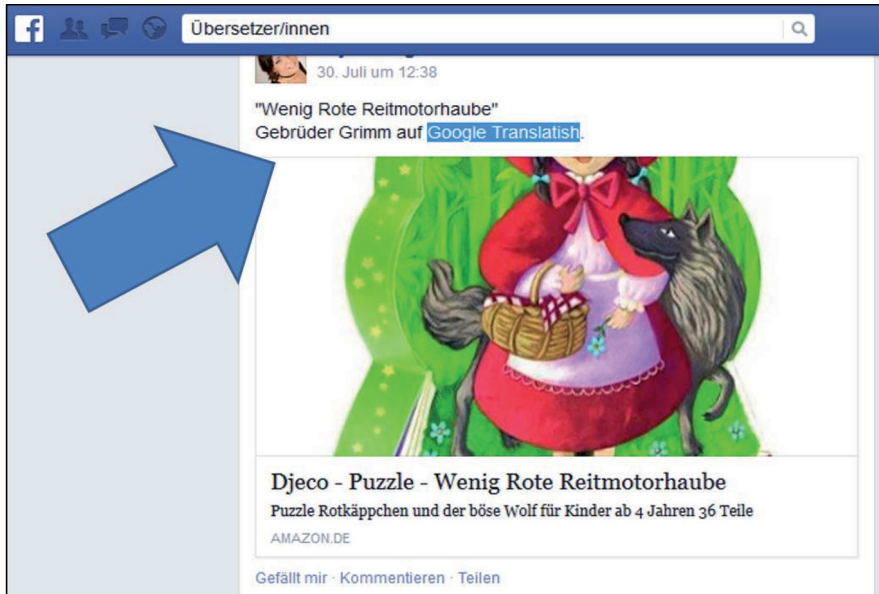 f
Übersetzer/innen
30. Juli um 12:38
"Wenig Rote Reitmotorhaube"
Gebrüder Grimm auf Google Translatish.
Djeco - Puzzle - Wenig Rote Reitmotorhaube
Puzzle Rotkäppchen und der böse Wolf für Kinder ab 4 Jahren 36 Teile
AMAZON.DE
Gefällt mir · Kommentieren · Teilen